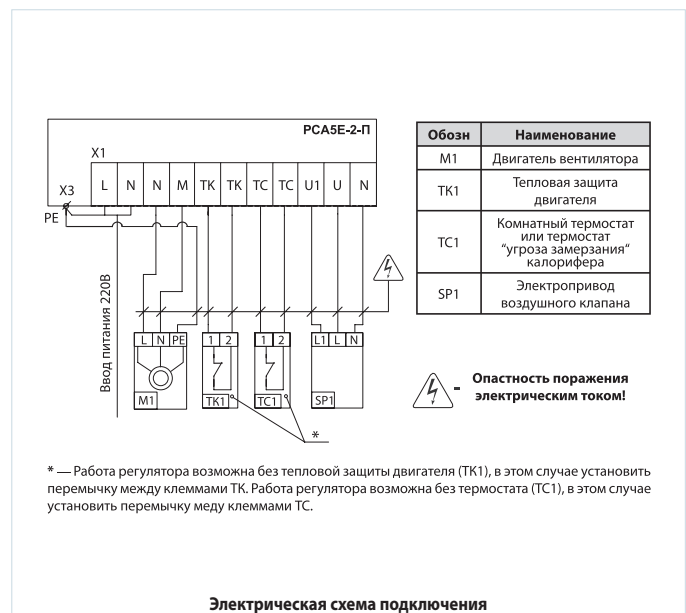 РСА5Е-2-П
X1
X3
L N N M TK TK TC TC U1 U N
PE
Ввод питания 220В
L N PE
1 2
1 2
L1 L N
M1
TK1
TC1
SP1
*
Обозн Наименование
M1 Двигатель вентилятора
TK1 Тепловая защита
двигателя
TC1 Комнатный термостат
или термостат
"угроза замерзания"
калорифера
SP1 Электропривод
воздушного клапана
- Опастность поражения
электрическим током!
* — Работа регулятора возможна без тепловой защиты двигателя (TK1), в этом случае установить
перемычку между клеммами ТК. Работа регулятора возможна без термостата (TC1), в этом случае
установить перемычку меду клеммами ТС.
Электрическая схема подключения